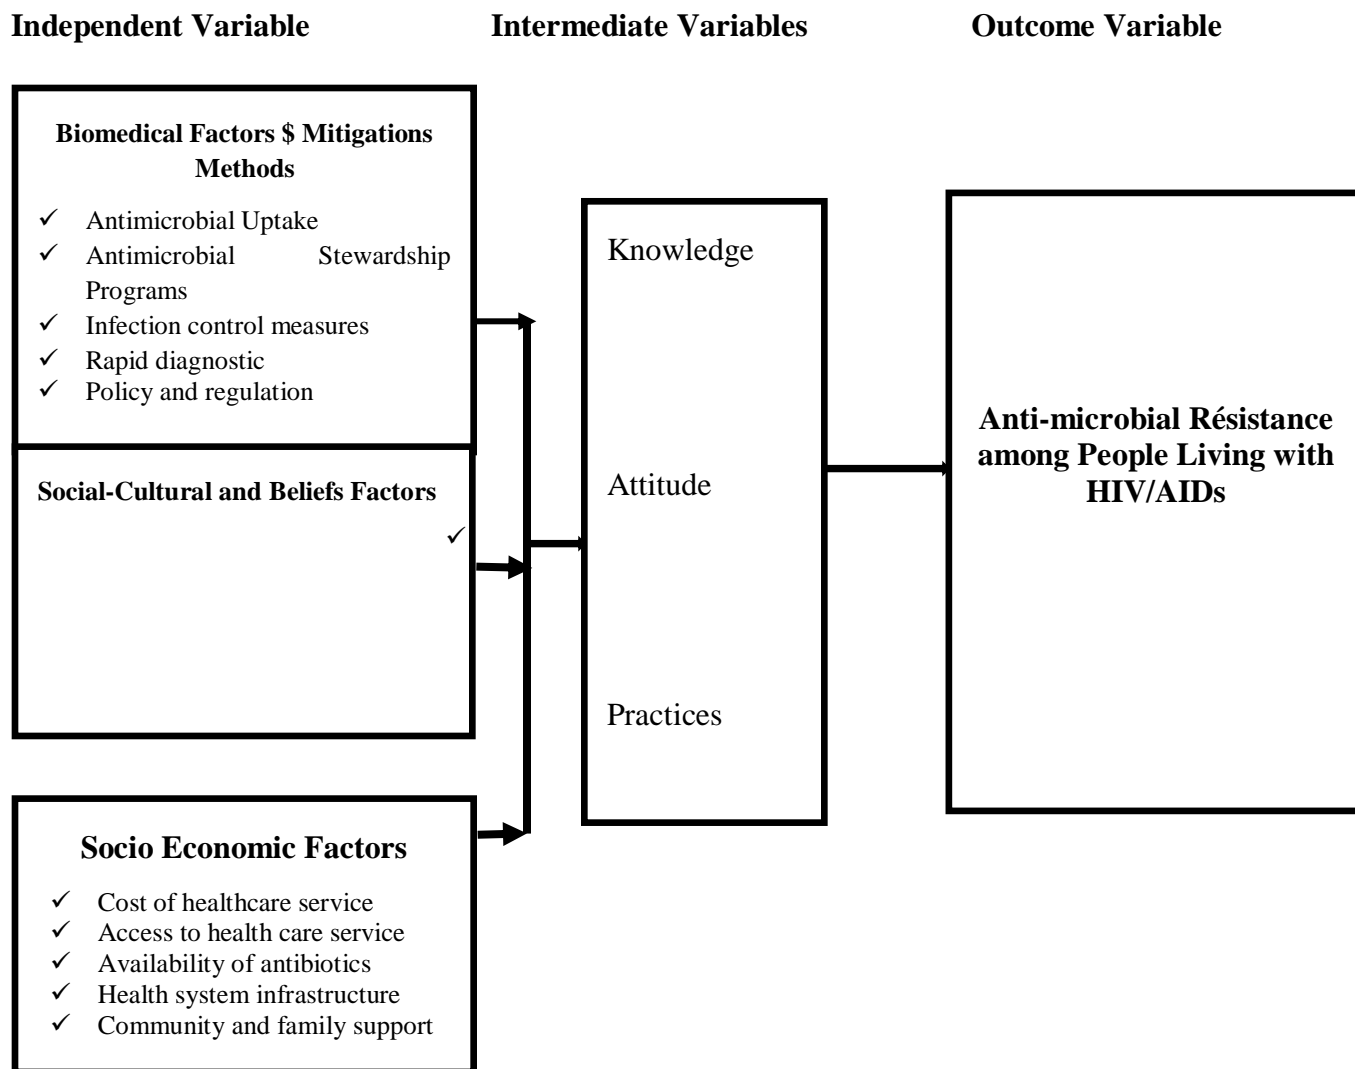 Independent Variable
Intermediate Variables
Outcome Variable
Biomedical Factors $ Mitigations
Methods
✓ Antimicrobial Uptake
✓ Antimicrobial Stewardship
Programs
✓ Infection control measures
✓ Rapid diagnostic
✓ Policy and regulation
Social-Cultural and Beliefs Factors
✓
Socio Economic Factors
✓ Cost of healthcare service
✓ Access to health care service
✓ Availability of antibiotics
✓ Health system infrastructure
✓ Community and family support
Knowledge
Attitude
Practices
Anti-microbial Résistance
among People Living with
HIV/AIDs